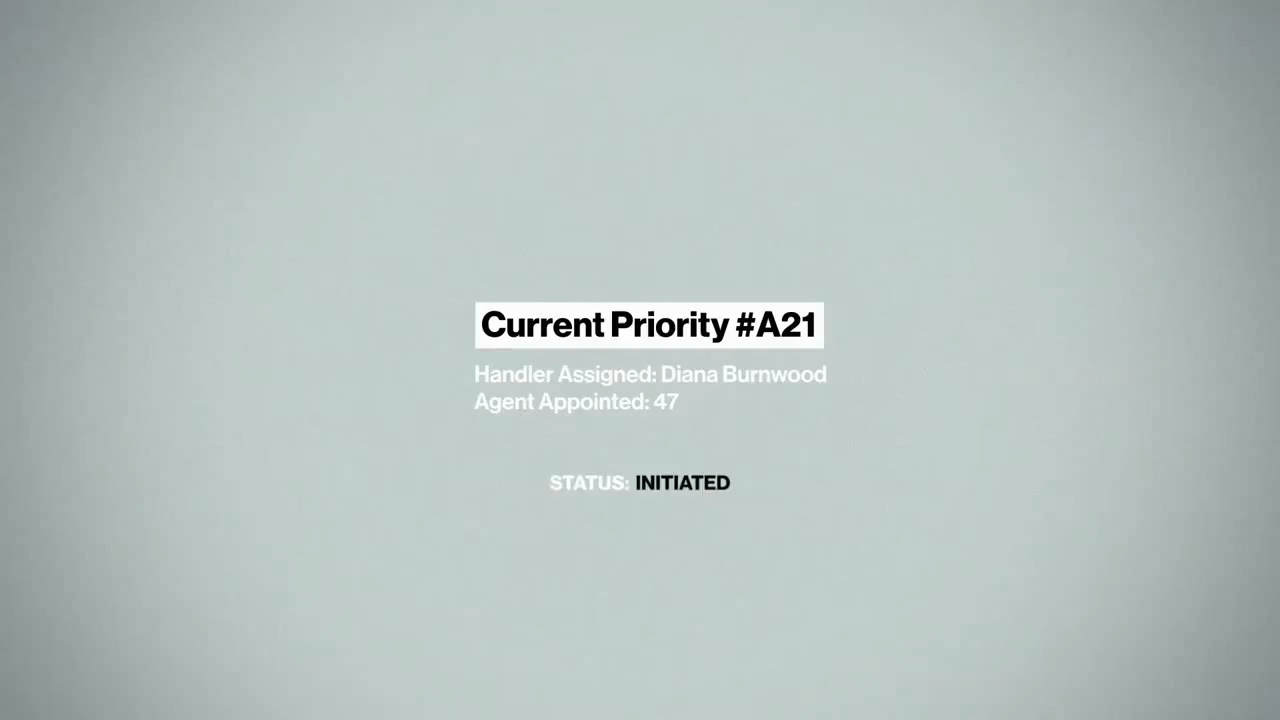 Current Priority #A21
Handler Assigned: Diana Burnwood
Agent Appointed: 47
STATUS: INITIATED